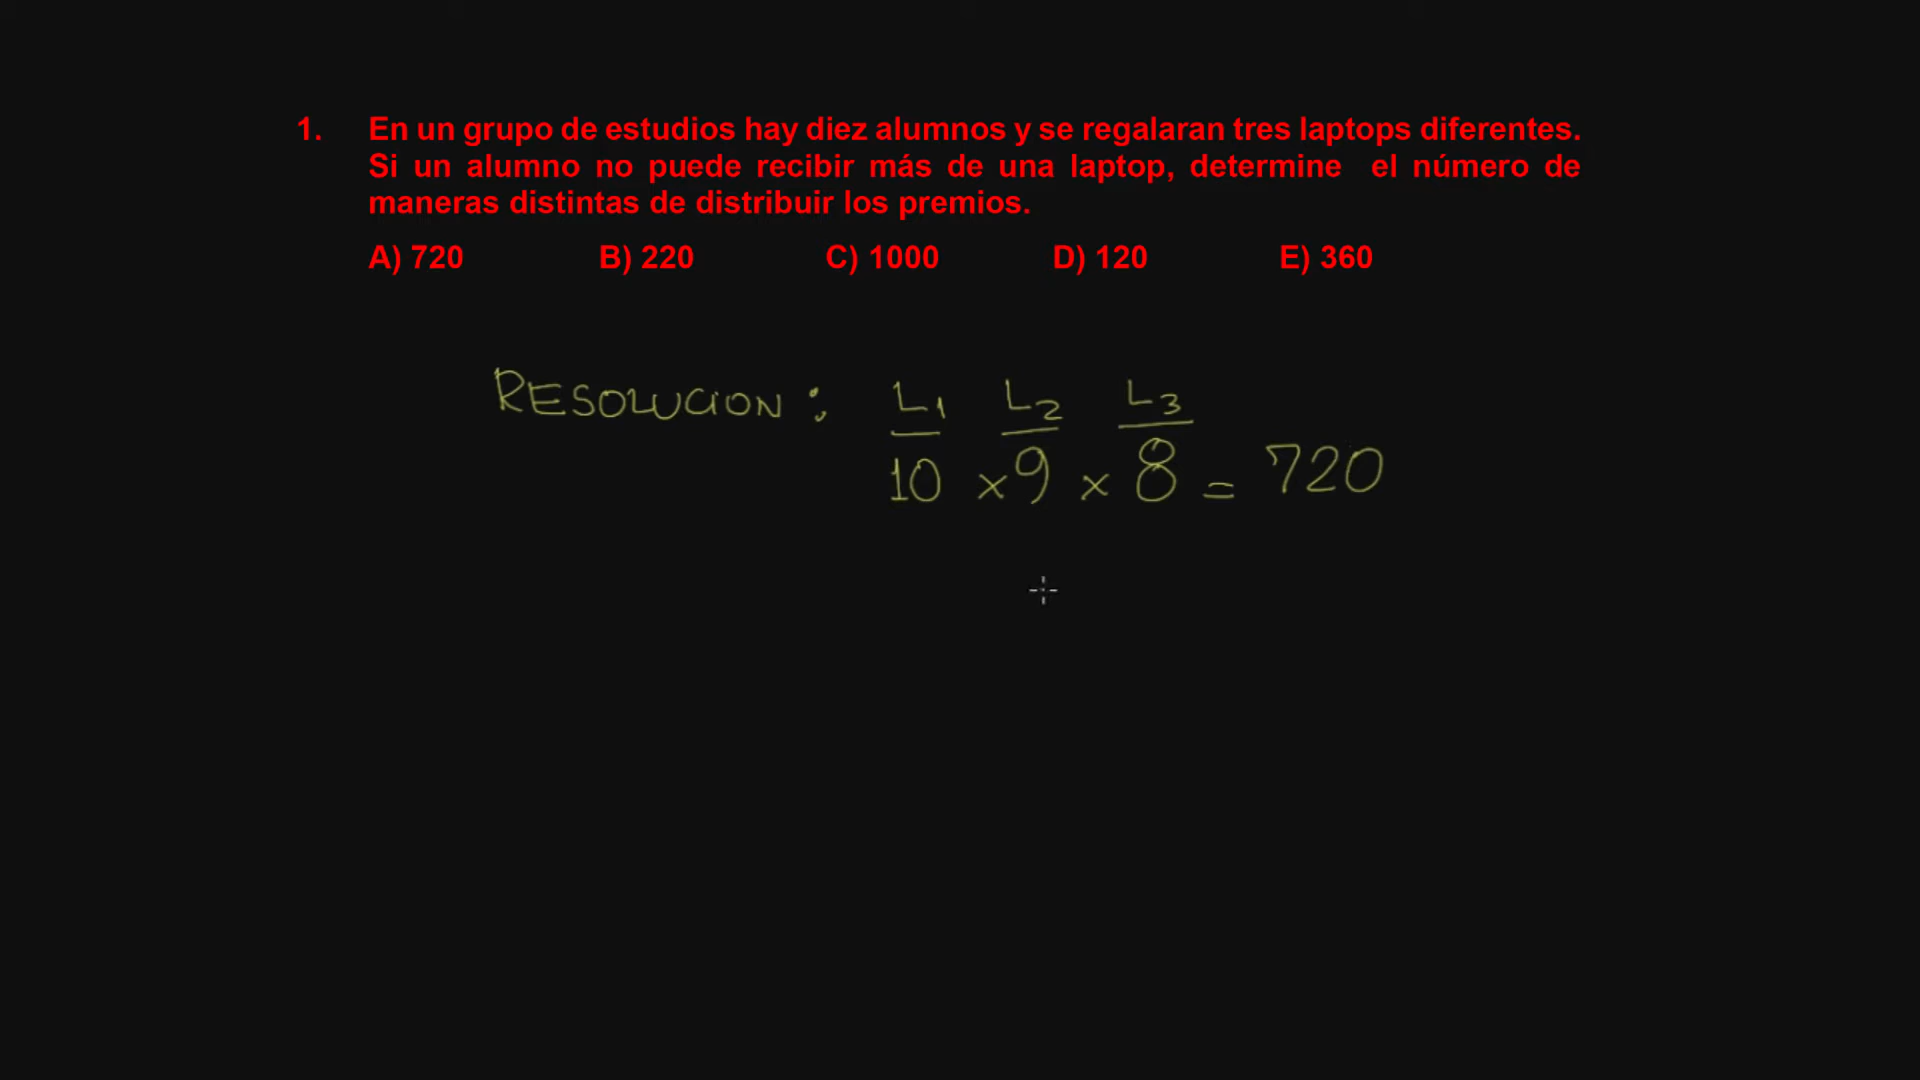 1. En un grupo de estudios hay diez alumnos y se regalaran tres laptops diferentes.
Si un alumno no puede recibir más de una laptop, determine el número de
maneras distintas de distribuir los premios.
A) 720 B) 220 C) 1000 D) 120 E) 360
RESOLUCION: L1 L2 L3
10 x 9 x 8 = 720